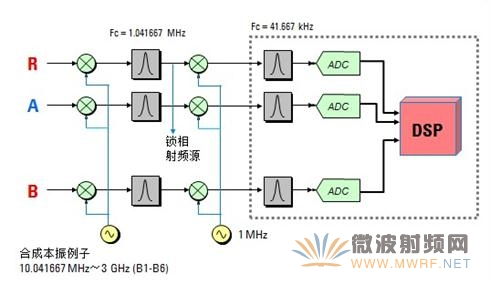 Fc = 1.041667 MHz
Fc = 41.667 kHz
R
A
B
ADC
ADC
ADC
DSP
锁相
射频源
1 MHz
合成本振例子
10.041667 MHz～3 GHz (B1-B6)
微波射频网
WWW.MWRF.NET